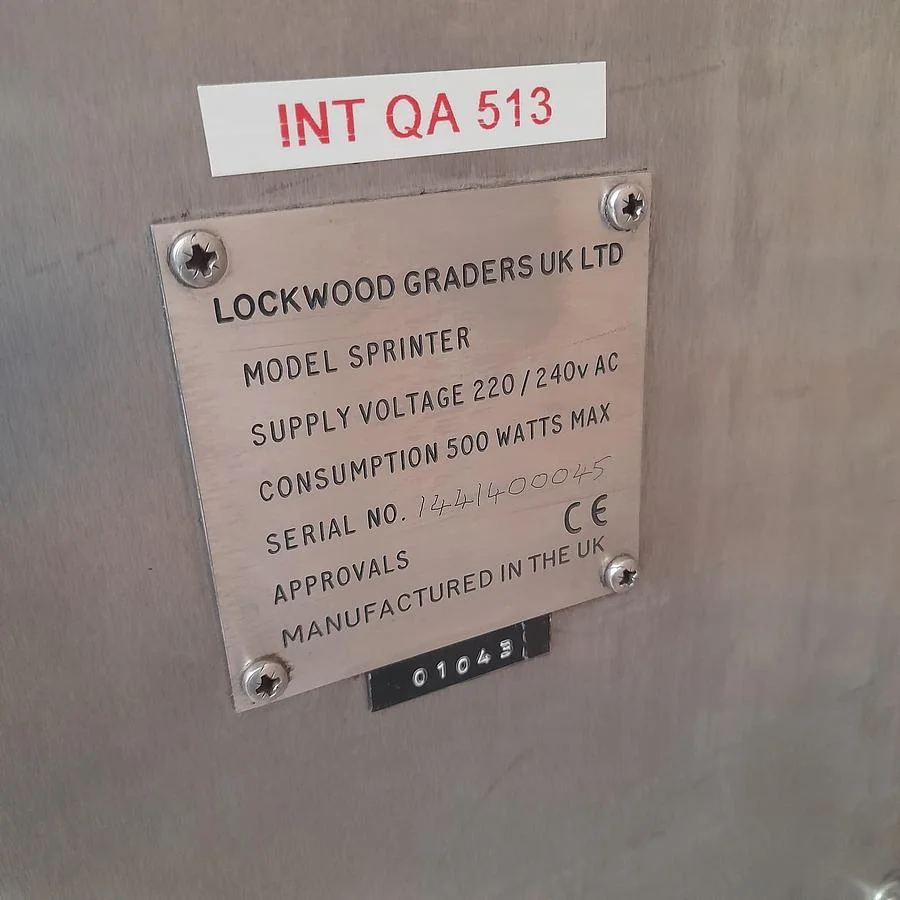 INT QA 513
LOCKWOOD GRADERS UK LTD
MODEL SPRINTER
SUPPLY VOLTAGE 220 / 240v AC
CONSUMPTION 500 WATTS MAX
SERIAL NO. 1441400045
APPROVALS CE
MANUFACTURED IN THE UK
01043